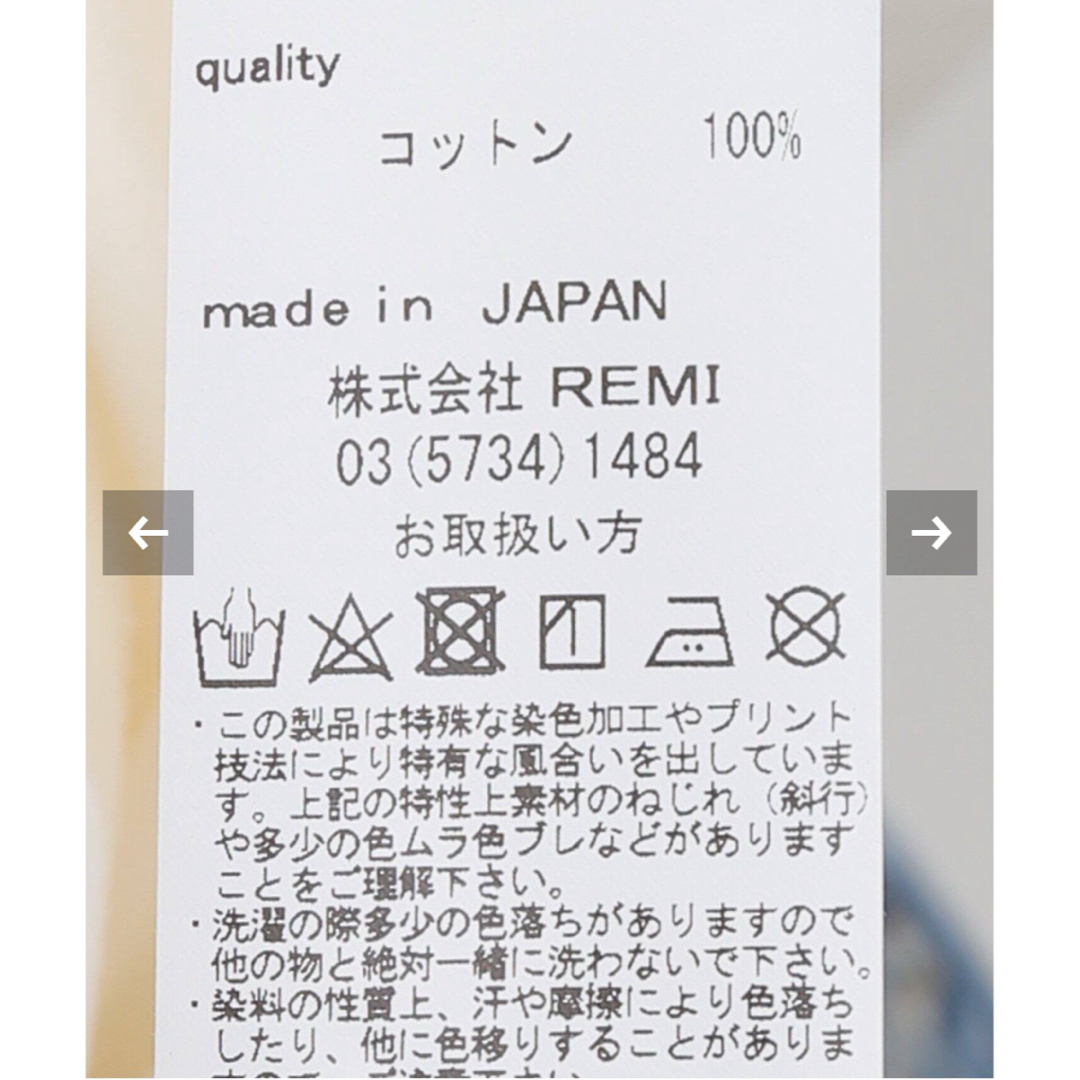 quality
コットン 100%
made in JAPAN
株式会社 REMI
03(5734)1484
お取扱い方
・この製品は特殊な染色加工やプリント
技法により特有な風合いを出していま
す。上記の特性上素材のねじれ（斜行）
や多少の色ムラ色ブレなどがあります
ことをご理解下さい。
・洗濯の際多少の色落ちがありますので
他の物と絶対一緒に洗わないで下さい。
・染料の性質上、汗や摩擦により色落ち
したり、他に色移りすることがありま